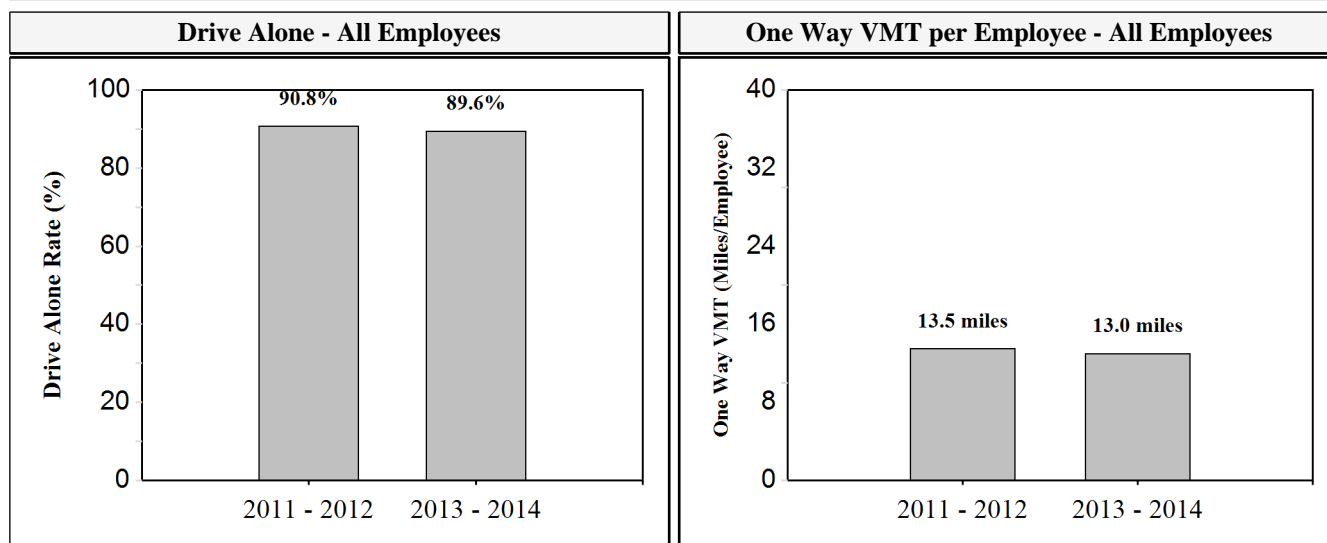 Drive Alone - All Employees
One Way VMT per Employee - All Employees
Drive Alone Rate (%)
100
80
60
40
20
0
90.8%
89.6%
2011 - 2012
2013 - 2014
One Way VMT (Miles/Employee)
40
32
24
16
8
0
13.5 miles
13.0 miles
2011 - 2012
2013 - 2014